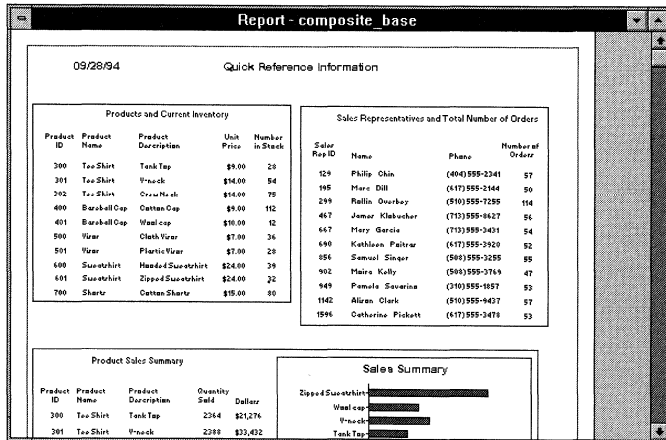 Report - composite_base
09/28/94 Quick Reference Information
Products and Current Inventory
Product ID Product Name Product Description Unit Price Number in Stock
300 Tee Shirt Tank Top $9.00 28
301 Tee Shirt V-neck $14.00 54
302 Tee Shirt Crew Neck $14.00 75
400 Baseball Cap Cotton Cap $9.00 112
401 Baseball Cap Wool cap $10.00 12
500 Visor Cloth Visor $7.00 36
501 Visor Plastic Visor $7.00 28
600 Sweatshirt Hooded Sweatshirt $24.00 39
601 Sweatshirt Zipped Sweatshirt $24.00 32
700 Shorts Cotton Shorts $15.00 80
Sales Representatives and Total Number of Orders
Sales Rep ID Name Phone Number of Orders
129 Philip Chin (404)555-2341 57
195 Marc Dill (617)555-2144 50
299 Rollin Overbey (510)555-7255 114
467 James Klobucher (713)555-8627 56
667 Mary Garcia (713)555-3431 54
690 Kathleen Poitras (617)555-3920 52
856 Samuel Singer (508)555-3255 55
902 Moira Kelly (508)555-3769 47
949 Pamela Savarino (310)555-1857 53
1142 Alison Clark (510)555-9437 57
1596 Catherine Pickett (617)555-3478 53
Product Sales Summary
Product ID Product Name Product Description Quantity Sold Dollars
300 Tee Shirt Tank Top 2364 $21,276
301 Tee Shirt V-neck 2388 $33,432
Sales Summary
Zipped Sweatshirt
Wool cap
V-neck
Tank Top